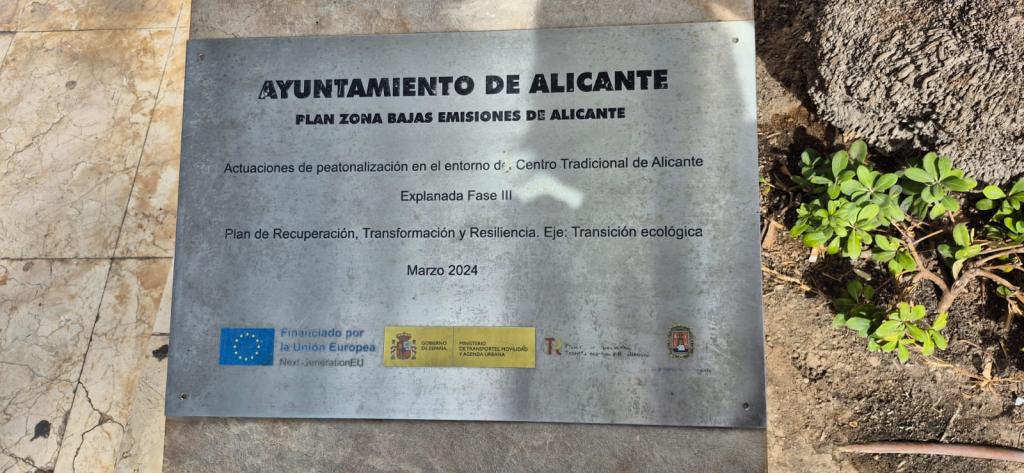 AYUNTAMIENTO DE ALICANTE
PLAN ZONA BAJAS EMISIONES DE ALICANTE
Actuaciones de peatonalización en el entorno del Centro Tradicional de Alicante
Explanada Fase III
Plan de Recuperación, Transformación y Resiliencia. Eje: Transición ecológica
Marzo 2024
Financiado por
la Unión Europea
NextGenerationEU
GOBIERNO
DE ESPAÑA
MINISTERIO
DE TRANSPORTES, MOVILIDAD
Y AGENDA URBANA